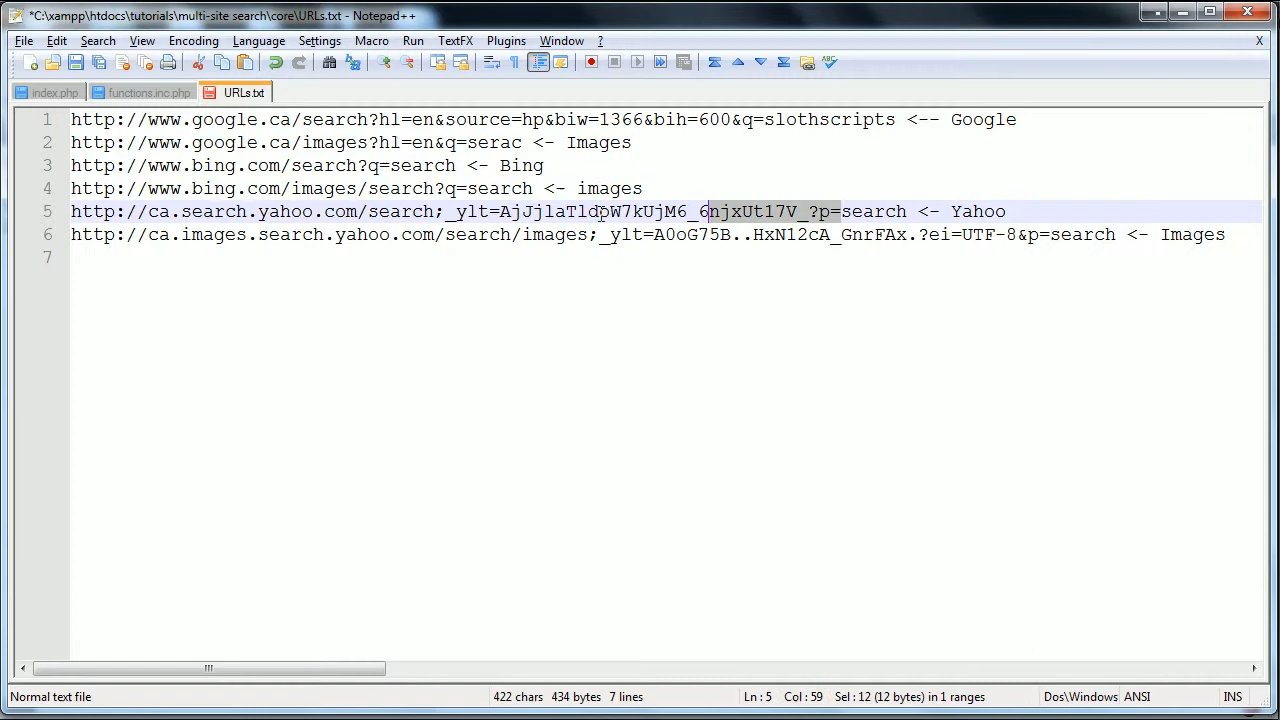 *C:\xampp\htdocs\tutorials\multi-site search\core\URLs.txt - Notepad++
File Edit Search View Encoding Language Settings Macro Run TextFX Plugins Window ? X
index.php functions.inc.php URLs.txt
1 http://www.google.ca/search?hl=en&source=hp&biw=1366&bih=600&q=slothscripts <-- Google
2 http://www.google.ca/images?hl=en&q=serac <- Images
3 http://www.bing.com/search?q=search <- Bing
4 http://www.bing.com/images/search?q=search <- images
5 http://ca.search.yahoo.com/search;_ylt=AjJjlaTldpW7kUjM6_6njxUt17V_?p=search <- Yahoo
6 http://ca.images.search.yahoo.com/search/images;_ylt=A0oG75B..HxN12cA_GnrFAx.?ei=UTF-8&p=search <- Images
7
Normal text file 422 chars 434 bytes 7 lines Ln : 5 Col : 59 Sel : 12 (12 bytes) in 1 ranges Dos\Windows ANSI INS